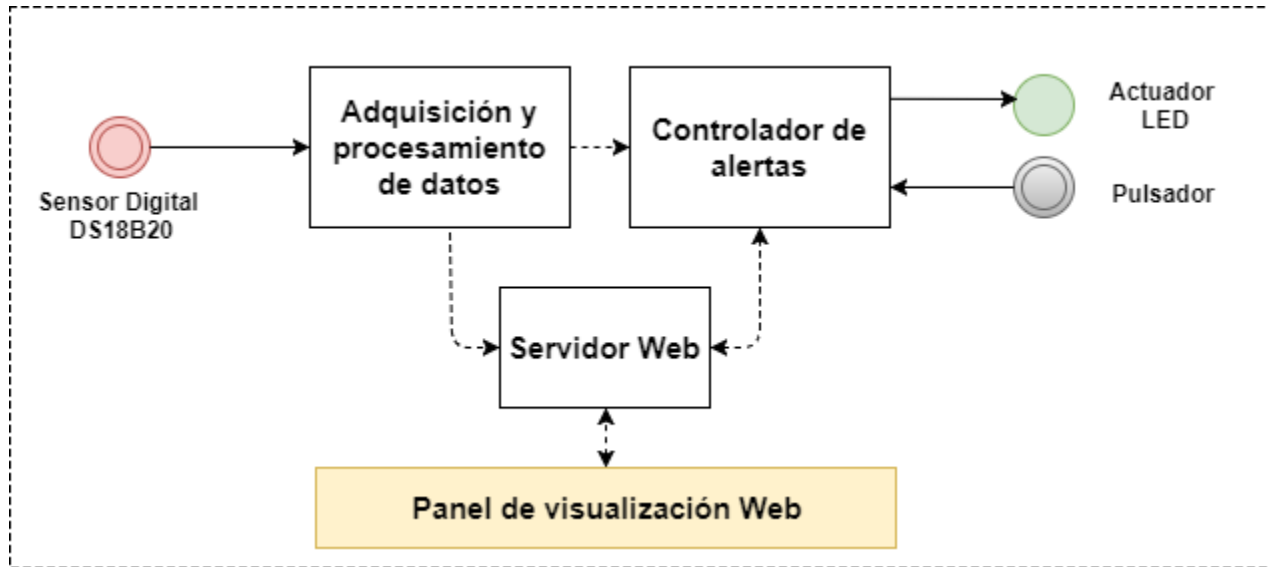 Adquisición y
procesamiento
de datos
Controlador de
alertas
Actuador
LED
Sensor Digital
DS18B20
Pulsador
Servidor Web
Panel de visualización Web